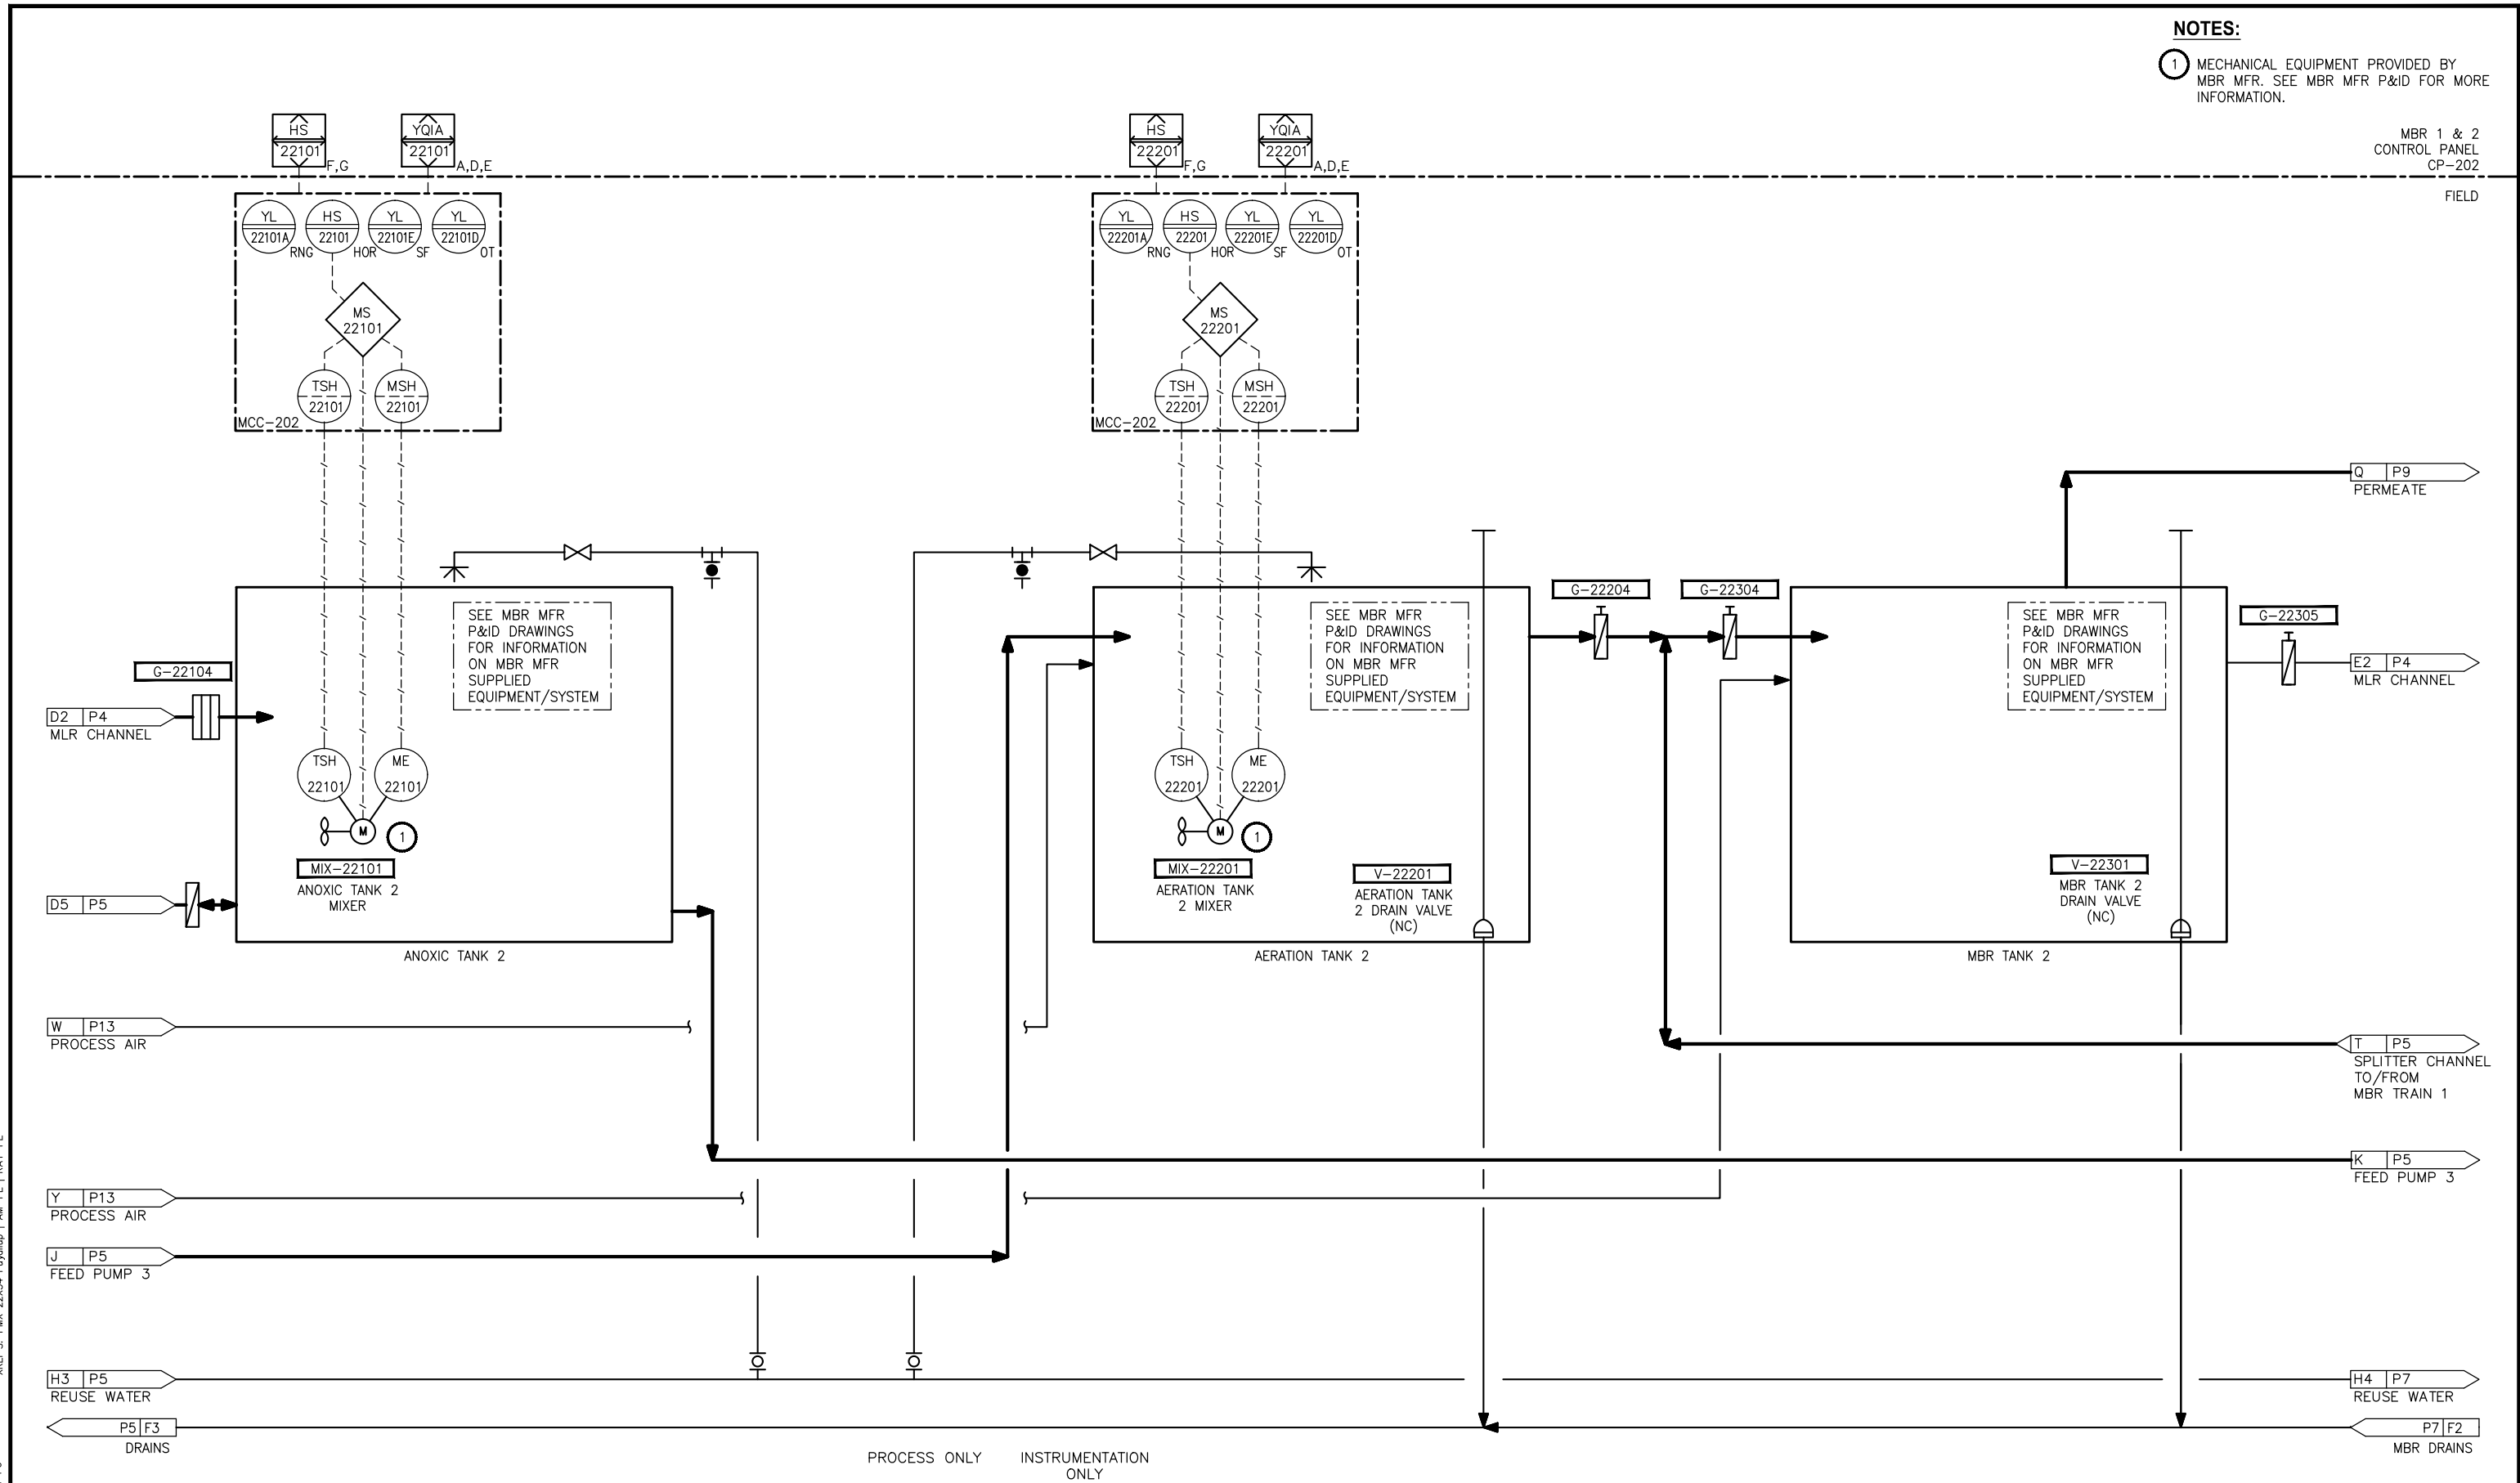 NOTES:
1 MECHANICAL EQUIPMENT PROVIDED BY
MBR MFR. SEE MBR MFR P&ID FOR MORE
INFORMATION.
MBR 1 & 2
CONTROL PANEL
CP-202
FIELD
HS
22101
F,G
YQIA
22101
A,D,E
HS
22201
F,G
YQIA
22201
A,D,E
YL
22101A
RNG
HS
22101
HOR
YL
22101E
SF
YL
22101D
OT
MS
22101
TSH
22101
MSH
22101
MCC-202
YL
22201A
RNG
HS
22201
HOR
YL
22201E
SF
YL
22201D
OT
MS
22201
TSH
22201
MSH
22201
MCC-202
Q P9
PERMEATE
G-22104
D2 P4
MLR CHANNEL
D5 P5
SEE MBR MFR
P&ID DRAWINGS
FOR INFORMATION
ON MBR MFR
SUPPLIED
EQUIPMENT/SYSTEM
TSH
22101
ME
22101
M
1
MIX-22101
ANOXIC TANK 2
MIXER
ANOXIC TANK 2
SEE MBR MFR
P&ID DRAWINGS
FOR INFORMATION
ON MBR MFR
SUPPLIED
EQUIPMENT/SYSTEM
TSH
22201
ME
22201
M
1
MIX-22201
AERATION TANK
2 MIXER
V-22201
AERATION TANK
2 DRAIN VALVE
(NC)
AERATION TANK 2
G-22204
G-22304
SEE MBR MFR
P&ID DRAWINGS
FOR INFORMATION
ON MBR MFR
SUPPLIED
EQUIPMENT/SYSTEM
V-22301
MBR TANK 2
DRAIN VALVE
(NC)
MBR TANK 2
G-22305
E2 P4
MLR CHANNEL
W P13
PROCESS AIR
T P5
SPLITTER CHANNEL
TO/FROM
MBR TRAIN 1
K P5
FEED PUMP 3
Y P13
PROCESS AIR
J P5
FEED PUMP 3
H3 P5
REUSE WATER
H4 P7
REUSE WATER
P5 F3
DRAINS
P7 F2
MBR DRAINS
PROCESS ONLY
INSTRUMENTATION
ONLY